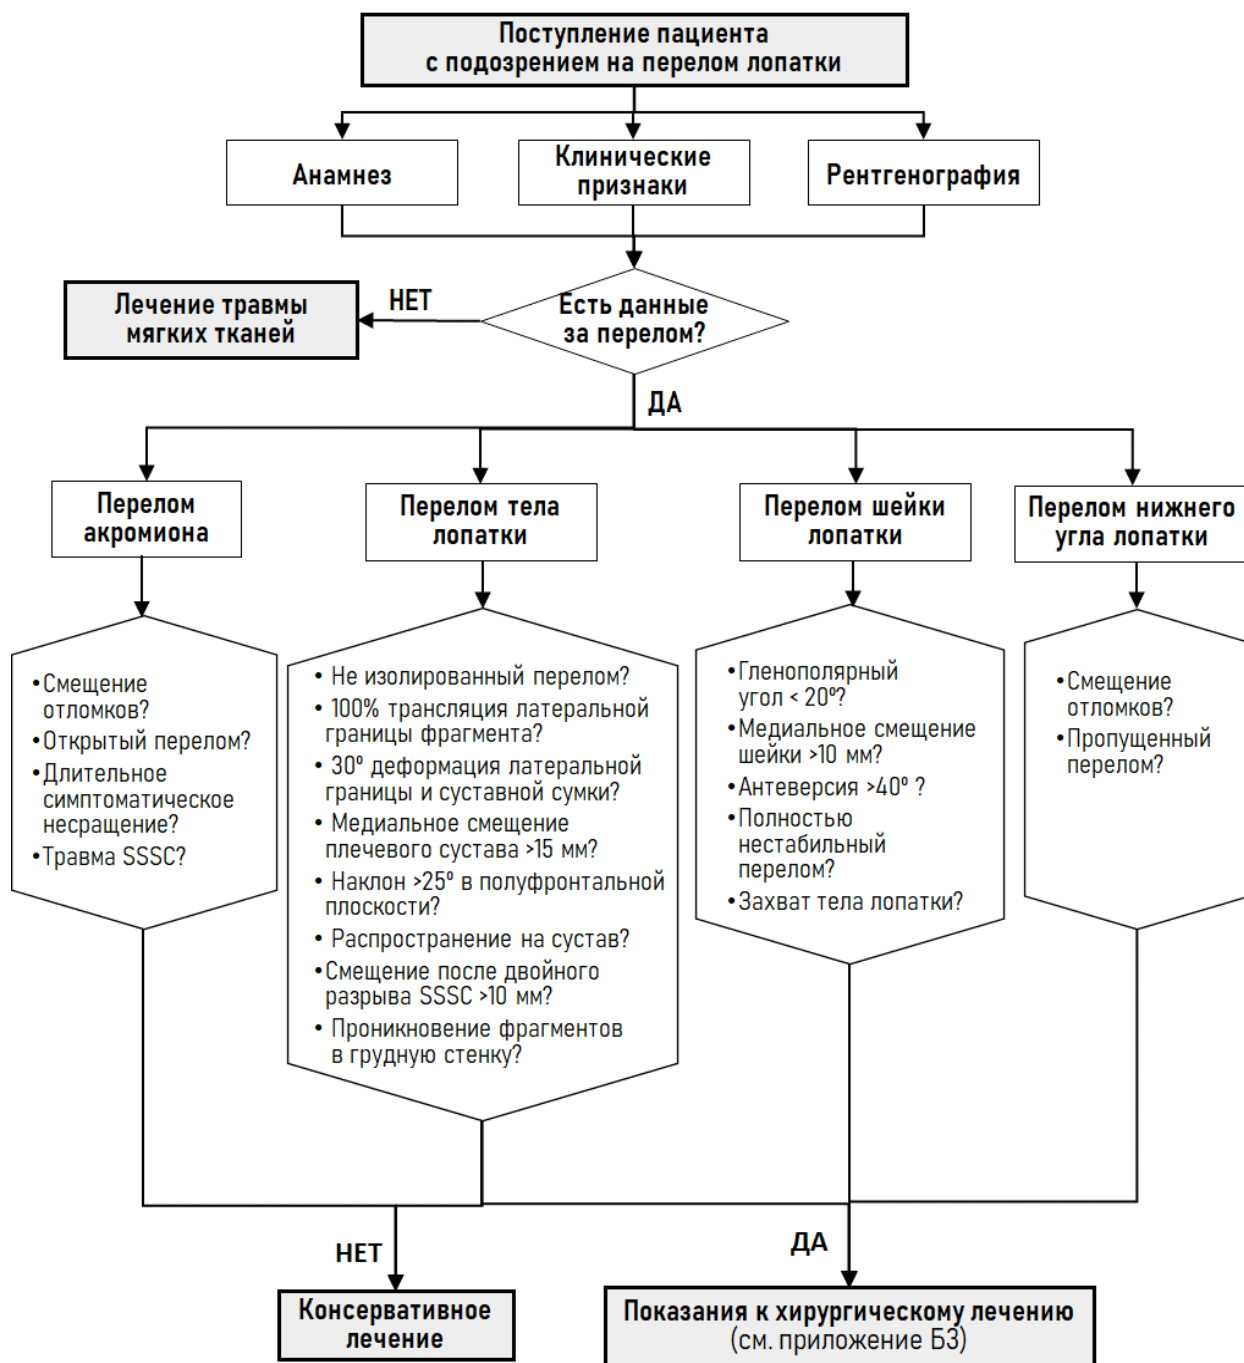 Поступление пациента
с подозрением на перелом лопатки
Анамнез
Клинические
признаки
Рентгенография
Есть данные
за перелом?
НЕТ
Лечение травмы
мягких тканей
ДА
Перелом
акромиона
Перелом тела
лопатки
Перелом шейки
лопатки
Перелом нижнего
угла лопатки
•Смещение
отломков?
•Открытый перелом?
•Длительное
симптоматическое
несращение?
•Травма SSSC?
• Не изолированный перелом?
• 100% трансляция латеральной
границы фрагмента?
• 30º деформация латеральной
границы и суставной сумки?
• Медиальное смещение
плечевого сустава >15 мм?
• Наклон >25º в полуфронтальной
плоскости?
• Распространение на сустав?
•Смещение после двойного
разрыва SSSC >10 мм?
• Проникновение фрагментов
в грудную стенку?
•Гленополярный
угол < 20º?
•Медиальное смещение
шейки >10 мм?
•Антеверсия >40º ?
•Полностью
нестабильный
перелом?
•Захват тела лопатки?
•Смещение
отломков?
•Пропущенный
перелом?
НЕТ
ДА
Консервативное
лечение
Показания к хирургическому лечению
(см. приложение Б3)